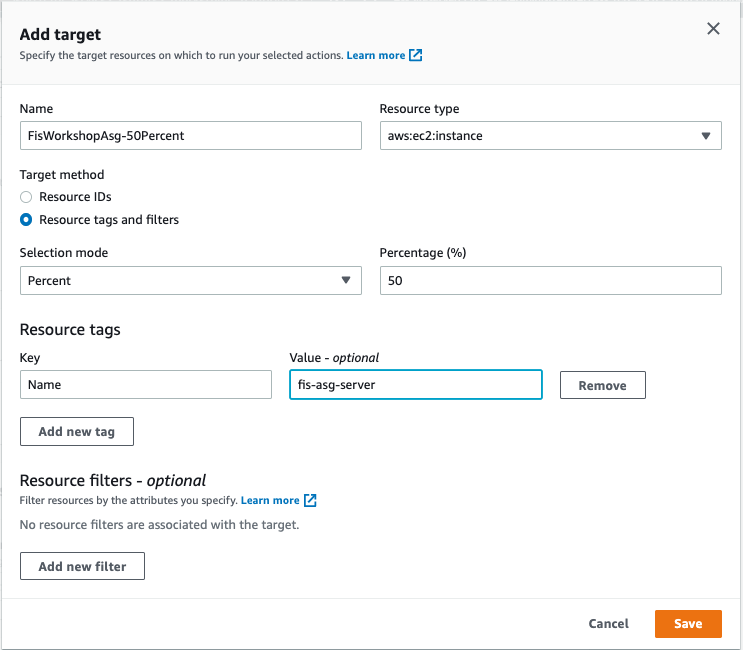 Add target
Specify the target resources on which to run your selected actions. Learn more
Name
Resource type
FisWorkshopAsg-50Percent
aws:ec2:instance
Target method
Resource IDs
Resource tags and filters
Selection mode
Percentage (%)
Percent
50
Resource tags
Key
Value - optional
Name
fis-asg-server
Remove
Add new tag
Resource filters - optional
Filter resources by the attributes you specify. Learn more
No resource filters are associated with the target.
Add new filter
Cancel
Save